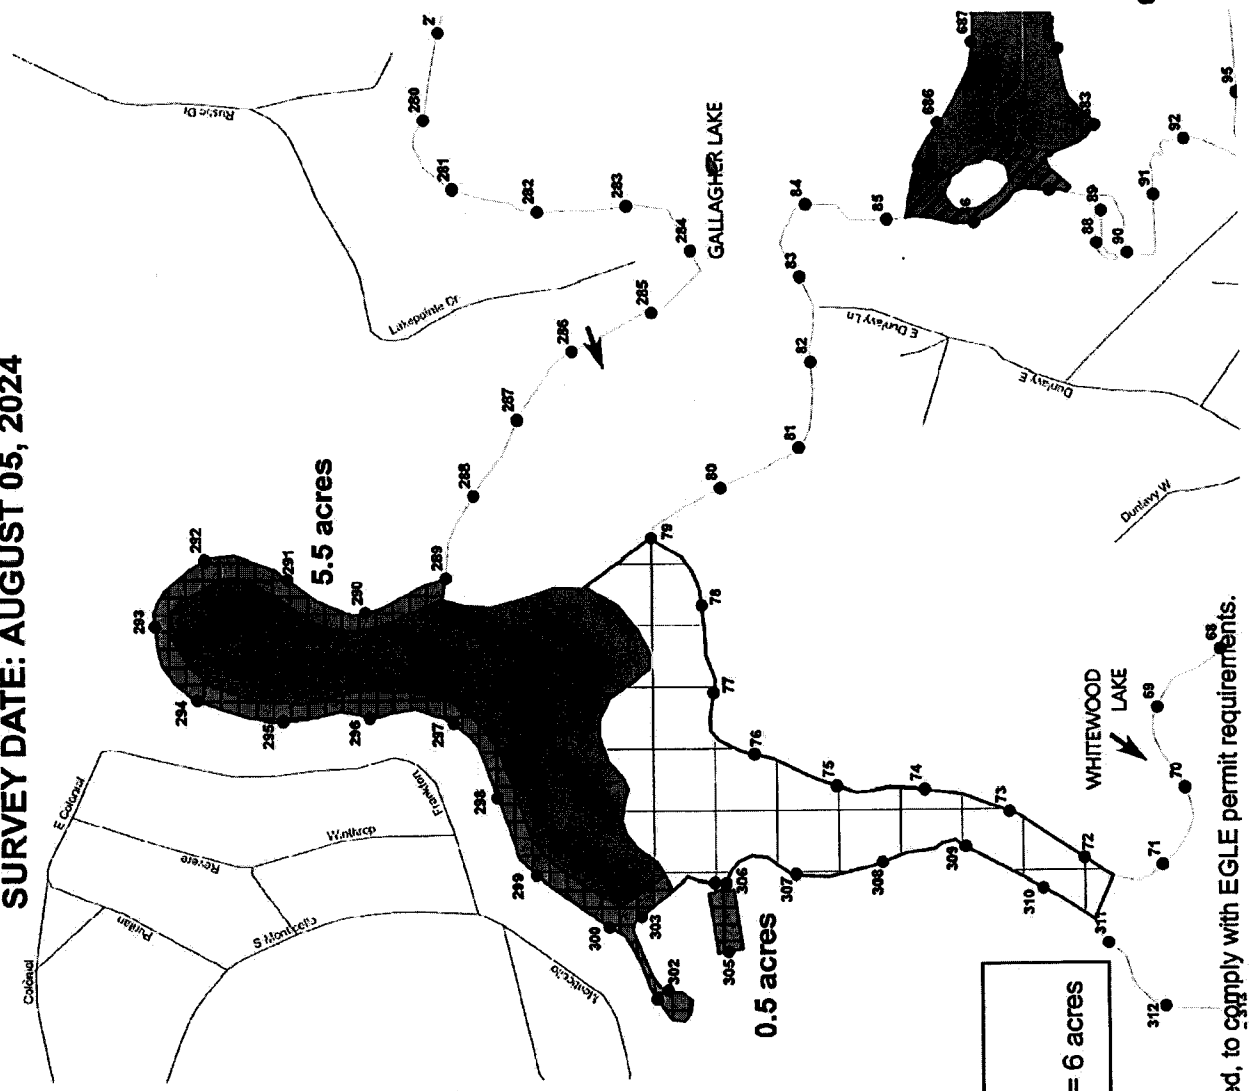 SURVEY DATE: AUGUST 05, 2024
Colonial
E Colonial
Puritan
Revere
S Monticello
Winthrop
Franklin
Monticello
Rustic Dr
Lakepointe Dr
GALLAGHER LAKE
E Dunlavy Ln
Dunlavy E
Dunlavy W
WHITEWOOD
LAKE
5.5 acres
0.5 acres
= 6 acres
ed, to comply with EGLE permit requirements.
280
281
282
283
284
285
286
287
288
289
290
291
292
293
294
295
296
297
298
299
300
302
303
305
306
307
308
309
310
311
312
68
69
70
71
72
73
74
75
76
77
78
79
80
81
82
83
84
85
88
89
90
91
92
95
683
686
687